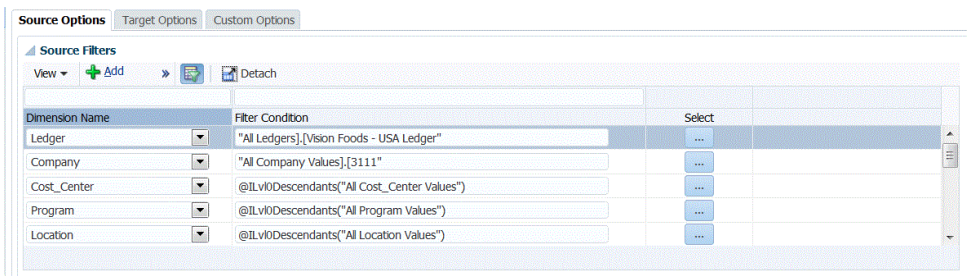 Source Options Target Options Custom Options
Source Filters
View Add » Detach
Dimension Name Filter Condition Select
Ledger "All Ledgers].[Vision Foods - USA Ledger" ...
Company "All Company Values].[3111" ...
Cost_Center @ILvl0Descendants("All Cost_Center Values") ...
Program @ILvl0Descendants("All Program Values") ...
Location @ILvl0Descendants("All Location Values") ...